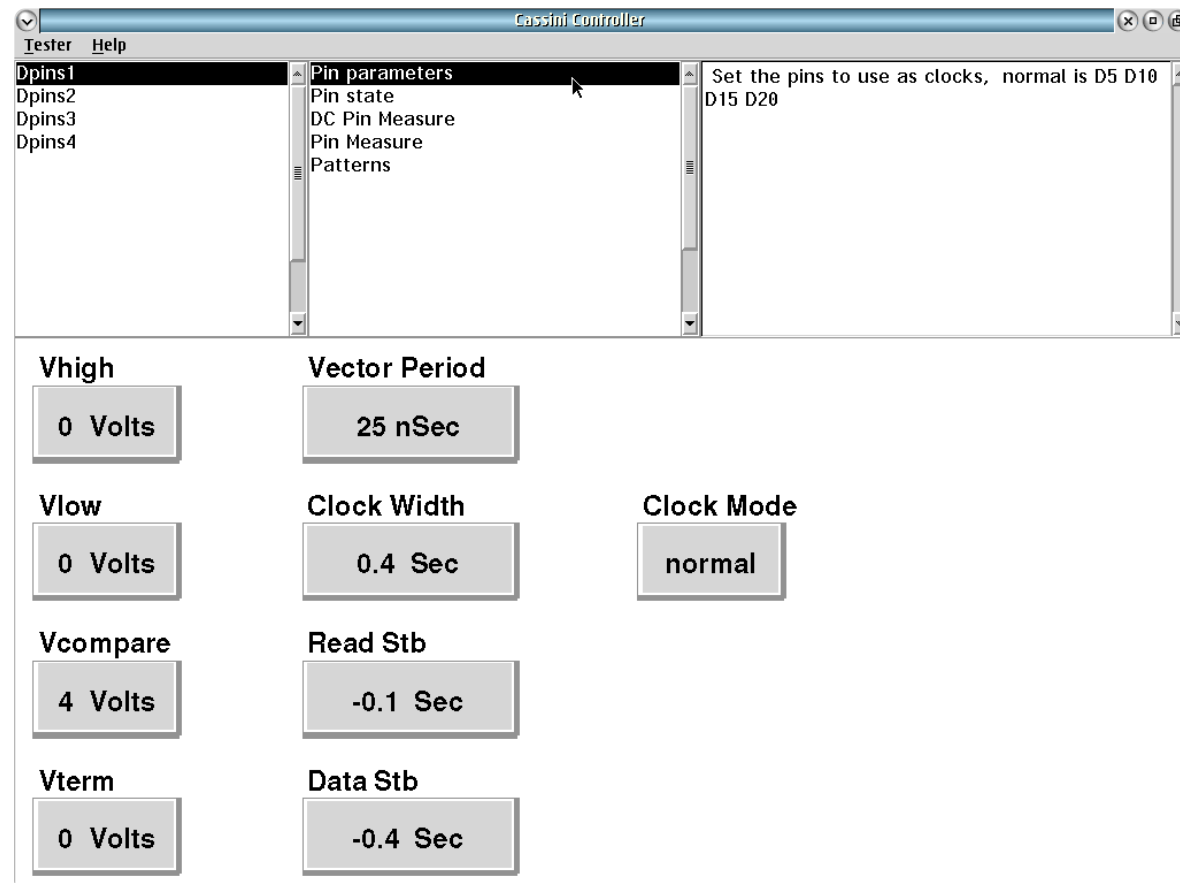 Cassini Controller
Tester Help
Dpins1
Dpins2
Dpins3
Dpins4
Pin parameters
Pin state
DC Pin Measure
Pin Measure
Patterns
Set the pins to use as clocks, normal is D5 D10
D15 D20
Vhigh
0 Volts
Vector Period
25 nSec
Vlow
0 Volts
Clock Width
0.4 Sec
Clock Mode
normal
Vcompare
4 Volts
Read Stb
-0.1 Sec
Vterm
0 Volts
Data Stb
-0.4 Sec